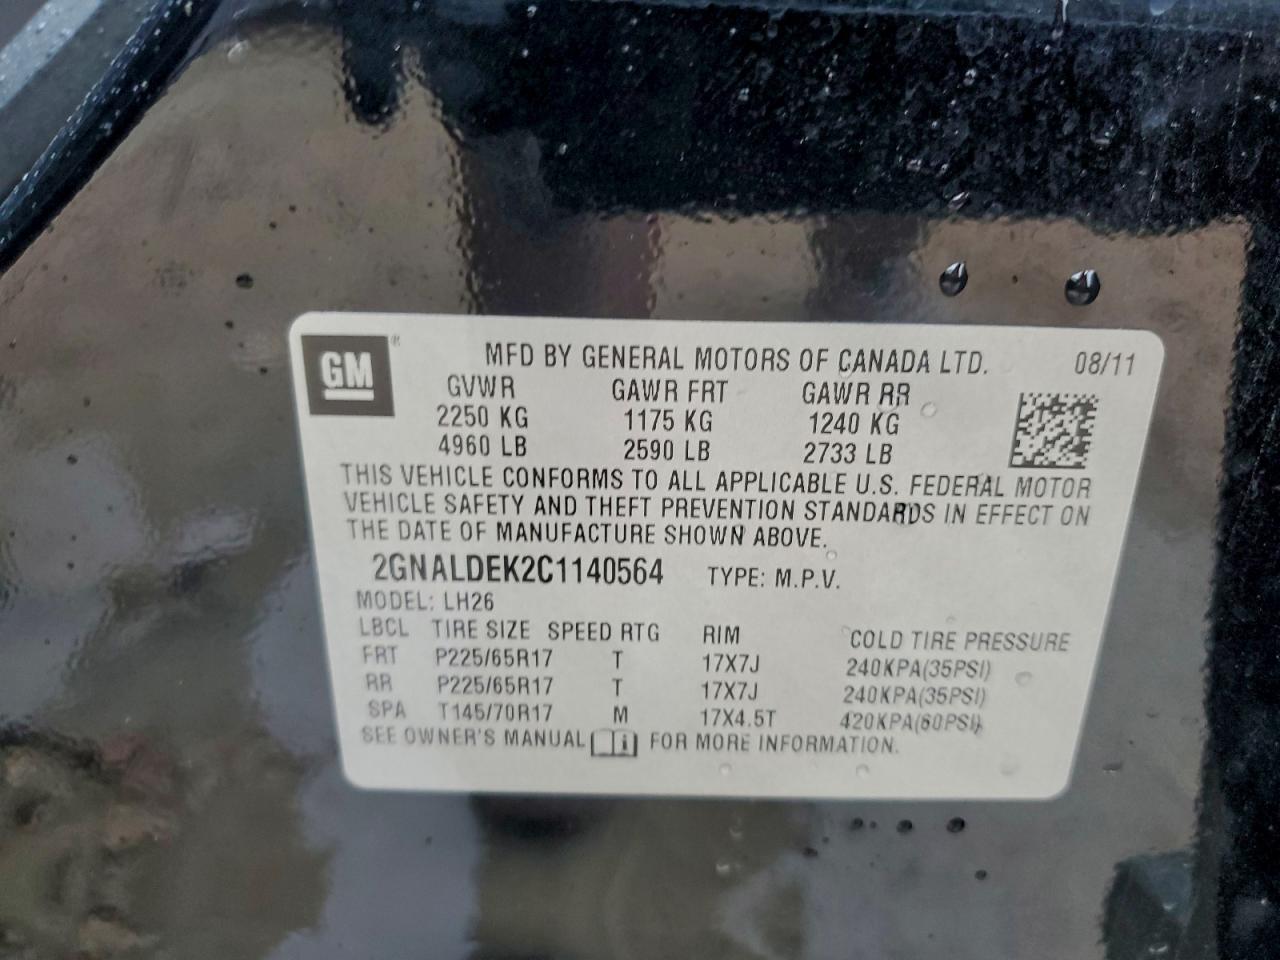 GM®
MFD BY GENERAL MOTORS OF CANADA LTD. 08/11
GVWR GAWR FRT GAWR RR
2250 KG 1175 KG 1240 KG
4960 LB 2590 LB 2733 LB
THIS VEHICLE CONFORMS TO ALL APPLICABLE U.S. FEDERAL MOTOR
VEHICLE SAFETY AND THEFT PREVENTION STANDARDS IN EFFECT ON
THE DATE OF MANUFACTURE SHOWN ABOVE.
2GNALDEK2C1140564 TYPE: M.P.V.
MODEL: LH26
LBCL TIRE SIZE SPEED RTG RIM COLD TIRE PRESSURE
FRT P225/65R17 T 17X7J 240KPA(35PSI)
RR P225/65R17 T 17X7J 240KPA(35PSI)
SPA T145/70R17 M 17X4.5T 420KPA(60PSI)
SEE OWNER'S MANUAL FOR MORE INFORMATION.